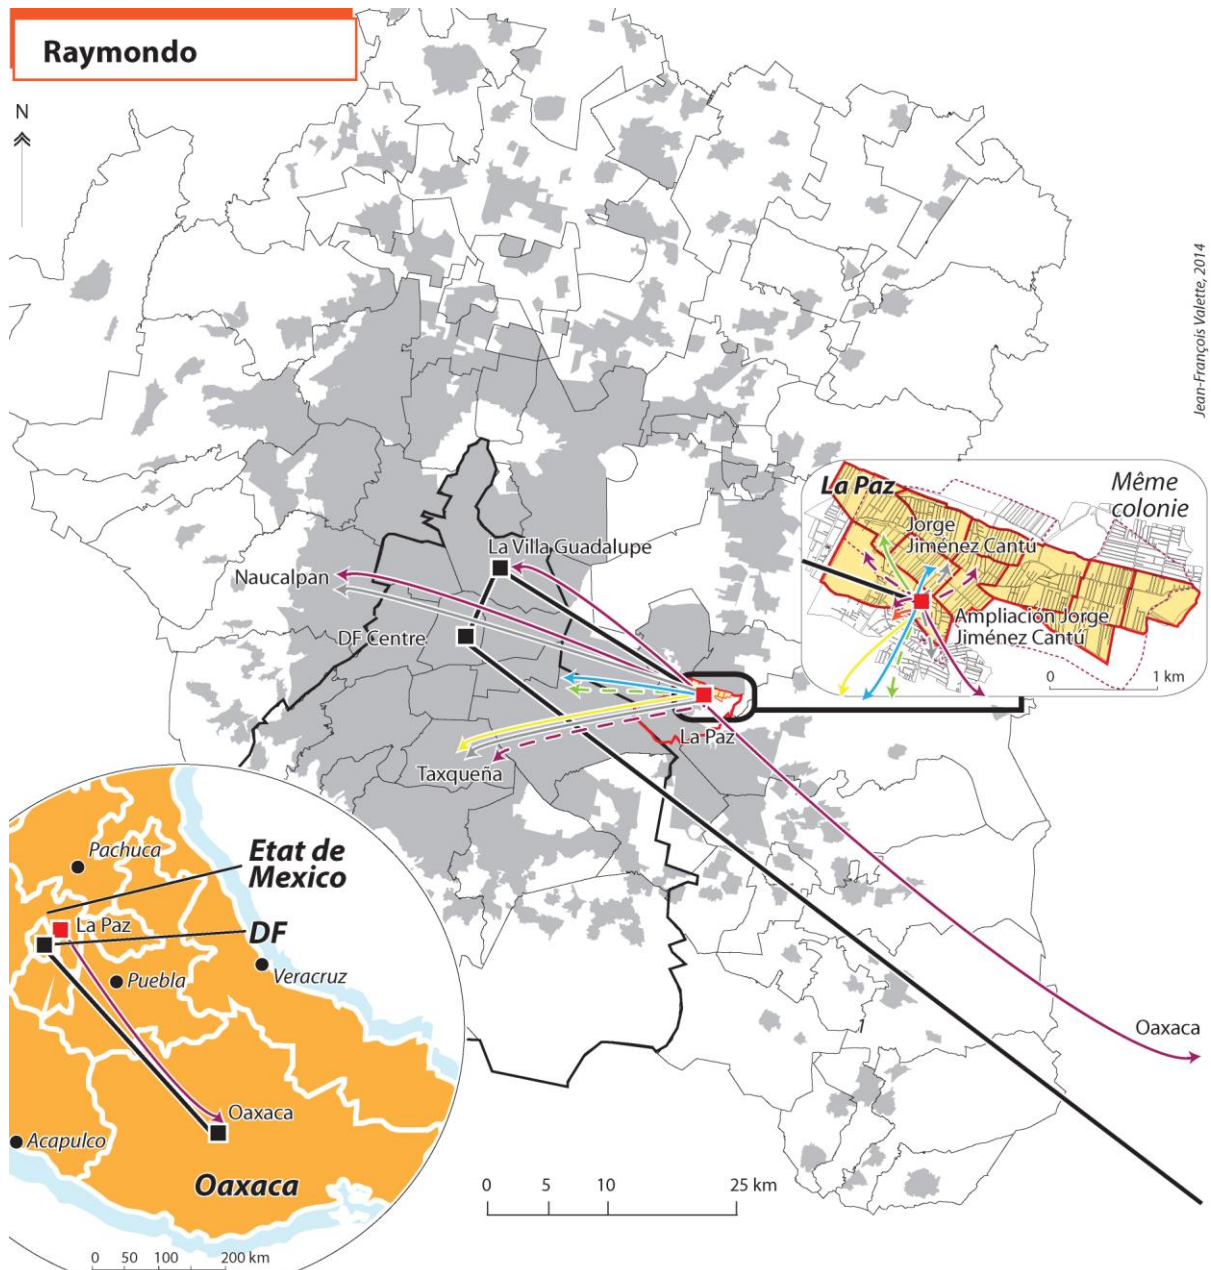 Raymondo
N
Jean-François Valette, 2014
La Paz
Même
colonie
Jorge
Jiménez Cantú
Ampliación Jorge
Jiménez Cantú
0 1 km
La Villa Guadalupe
Naucalpan
DF Centre
La Paz
Taxqueña
Oaxaca
1
Pachuca
Etat de
Mexico
La Paz
DF
Puebla
Veracruz
Oaxaca
Acapulco
Oaxaca
0 5 10 25 km
0 50 100 200 km